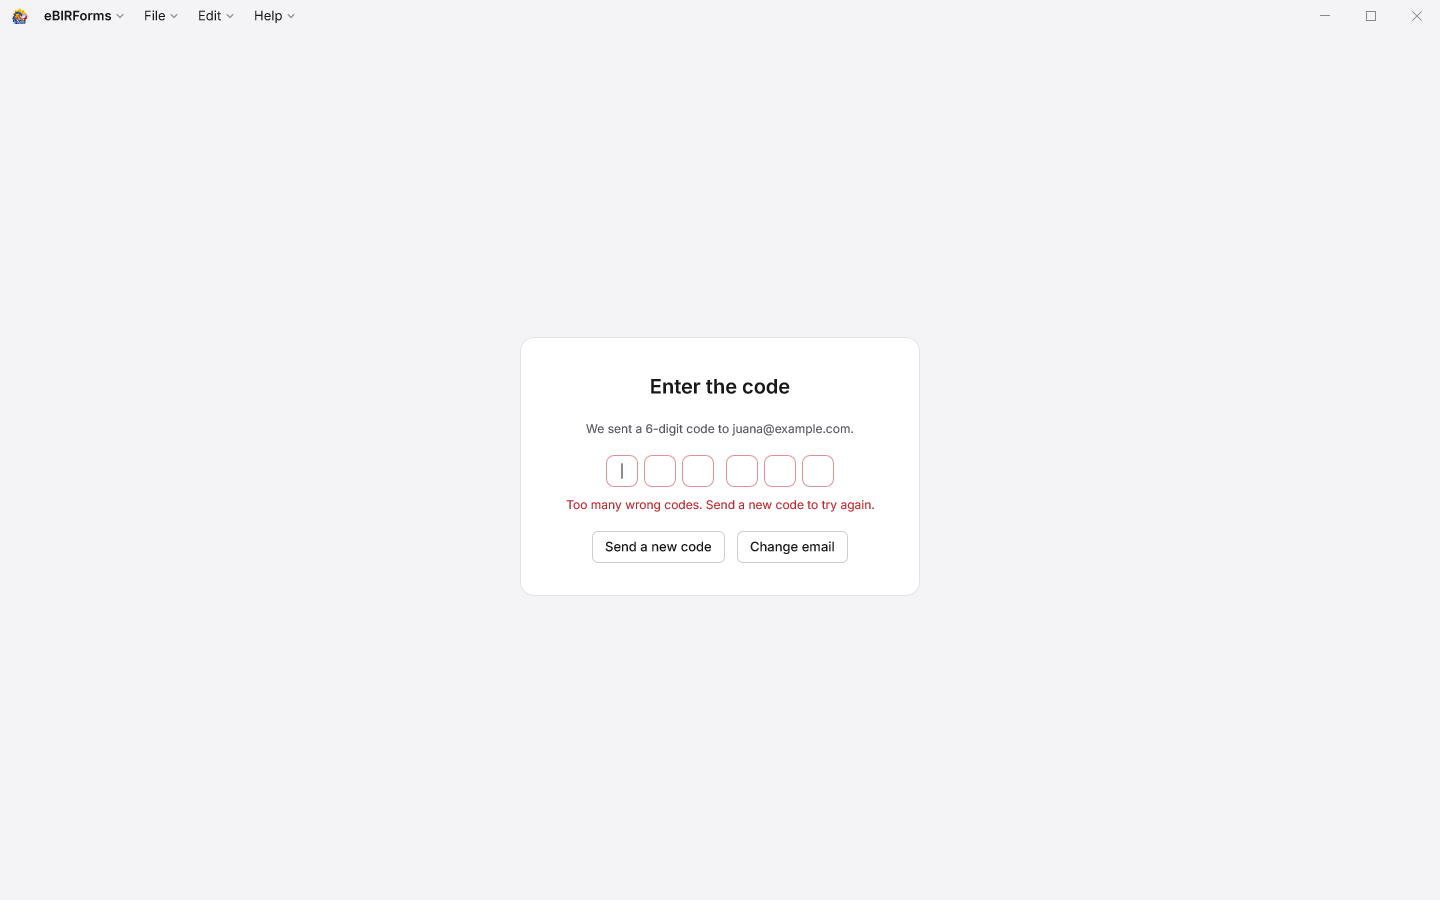 eBIRForms File Edit Help
Enter the code
We sent a 6-digit code to juana@example.com.
Too many wrong codes. Send a new code to try again.
Send a new code Change email